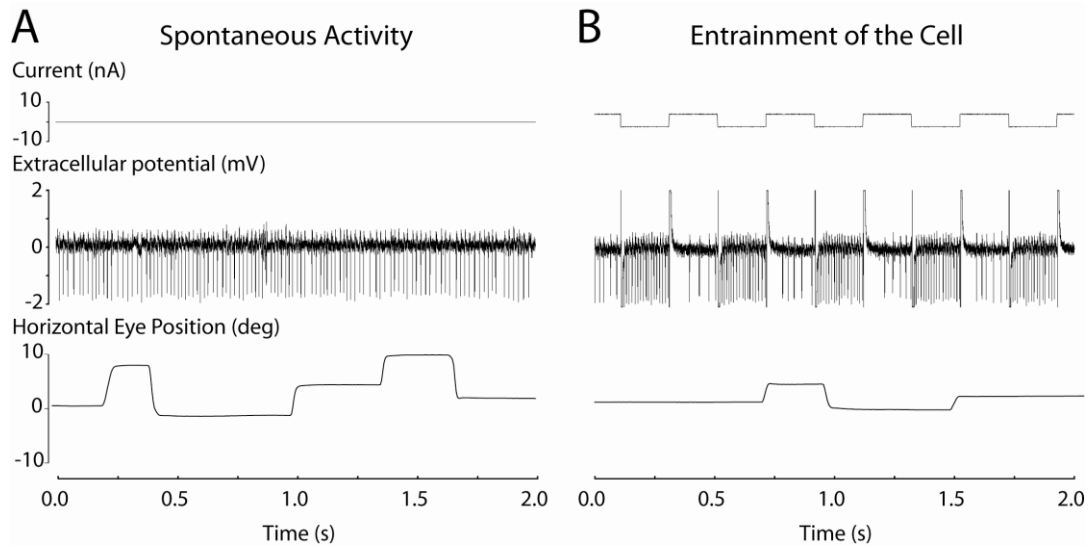 A
Spontaneous Activity
B
Entrainment of the Cell
Current (nA)
10
-10
Extracellular potential (mV)
2
0
-2
Horizontal Eye Position (deg)
10
0
-10
0.0 0.5 1.0 1.5 2.0
Time (s)
0.0 0.5 1.0 1.5 2.0
Time (s)